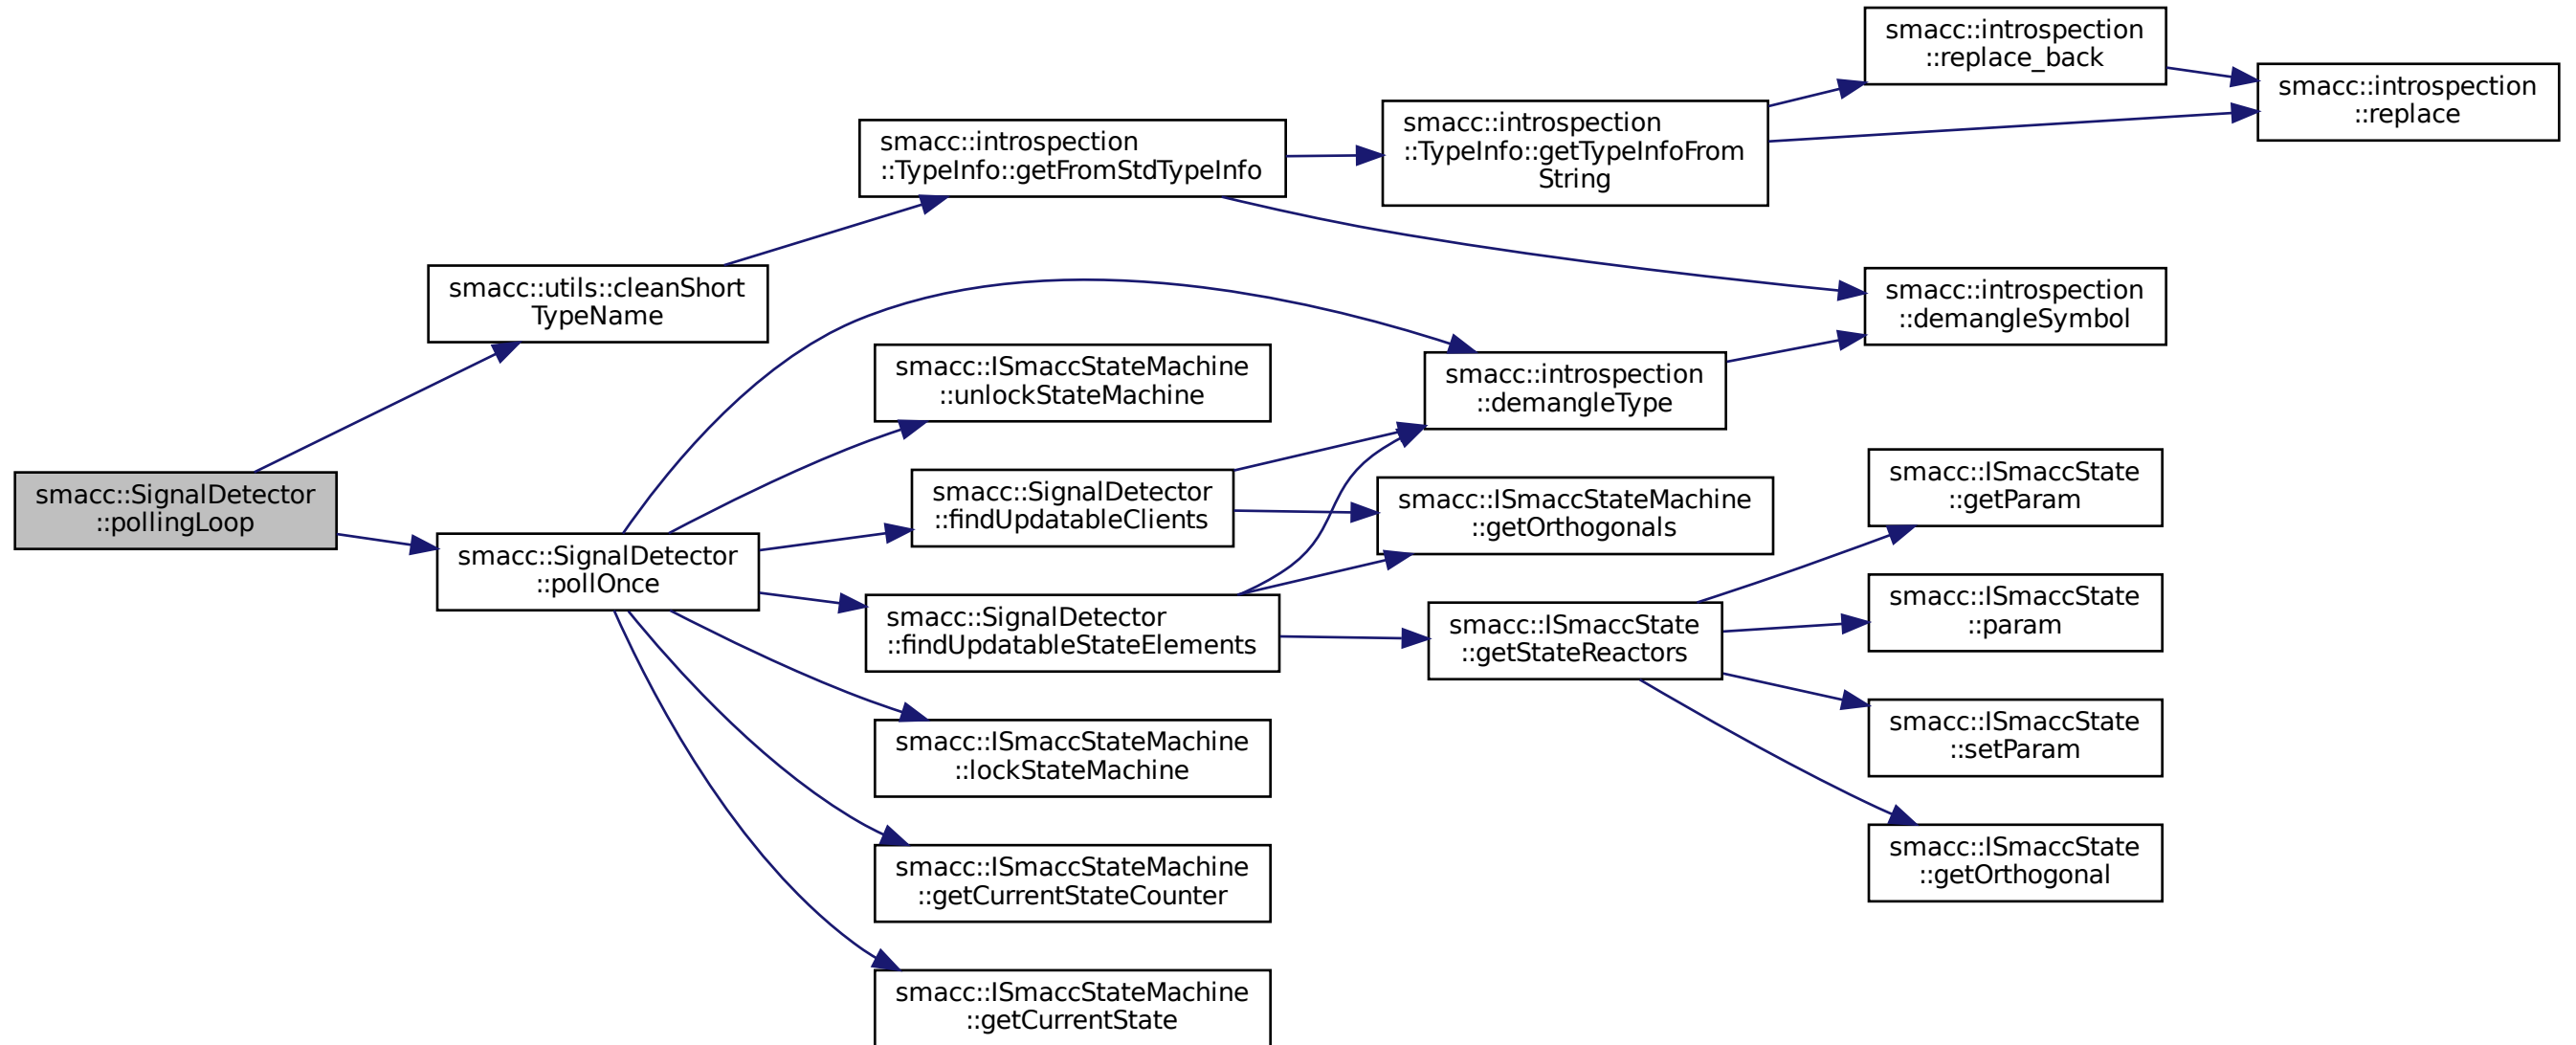 smacc::SignalDetector
::pollingLoop
smacc::utils::cleanShort
TypeName
smacc::SignalDetector
::pollOnce
smacc::introspection
::TypeInfo::getFromStdTypeInfo
smacc::ISmaccStateMachine
::unlockStateMachine
smacc::SignalDetector
::findUpdatableClients
smacc::SignalDetector
::findUpdatableStateElements
smacc::ISmaccStateMachine
::lockStateMachine
smacc::ISmaccStateMachine
::getCurrentStateCounter
smacc::ISmaccStateMachine
::getCurrentState
smacc::introspection
::TypeInfo::getTypeInfoFrom
String
smacc::introspection
::demangleType
smacc::ISmaccStateMachine
::getOrthogonals
smacc::ISmaccState
::getStateReactors
smacc::introspection
::replace_back
smacc::introspection
::demangleSymbol
smacc::ISmaccState
::getParam
smacc::ISmaccState
::param
smacc::ISmaccState
::setParam
smacc::ISmaccState
::getOrthogonal
smacc::introspection
::replace